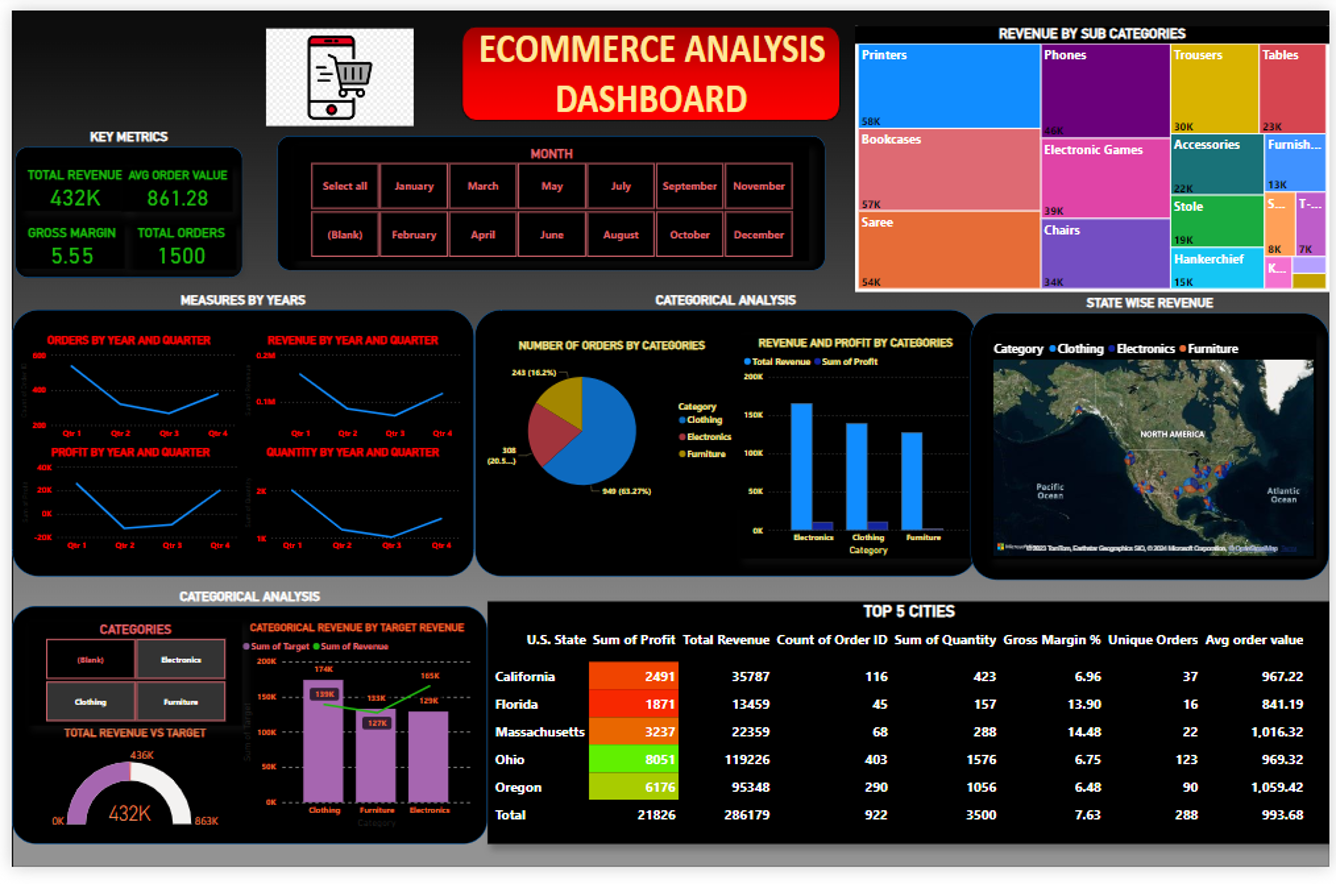 ECOMMERCE ANALYSIS
DASHBOARD
REVENUE BY SUB CATEGORIES
Printers
58K
Bookcases
57K
Saree
54K
Phones
46K
Electronic Games
39K
Chairs
34K
Trousers
30K
Tables
23K
Accessories
22K
Furnish...
13K
Stole
19K
S...
8K
T-...
7K
Hankerchief
15K
K...
KEY METRICS
TOTAL REVENUE AVG ORDER VALUE
432K 861.28
GROSS MARGIN TOTAL ORDERS
5.55 1500
MONTH
Select all January March May July September November
(Blank) February April June August October December
MEASURES BY YEARS
ORDERS BY YEAR AND QUARTER
600
400
200
Qtr 1 Qtr 2 Qtr 3 Qtr 4
REVENUE BY YEAR AND QUARTER
Sum of Revenue
0.2M
0.1M
Qtr 1 Qtr 2 Qtr 3 Qtr 4
PROFIT BY YEAR AND QUARTER
Sum of Profit
40K
20K
0K
-20K
Qtr 1 Qtr 2 Qtr 3 Qtr 4
QUANTITY BY YEAR AND QUARTER
Sum of Quantity
2K
1K
Qtr 1 Qtr 2 Qtr 3 Qtr 4
CATEGORICAL ANALYSIS
NUMBER OF ORDERS BY CATEGORIES
243 (16.2%)
308
(20.5...)
949 (63.27%)
Category
Clothing
Electronics
Furniture
REVENUE AND PROFIT BY CATEGORIES
Total Revenue Sum of Profit
200K
150K
100K
50K
0K
Electronics Clothing Furniture
Category
STATE WISE REVENUE
Category Clothing Electronics Furniture
NORTH AMERICA
Pacific
Ocean
Atlantic
Ocean
© 2023 TomTom, Earthstar Geographics SIO, © 2024 Microsoft Corporation, © OpenStreetMap Terms
CATEGORICAL ANALYSIS
CATEGORIES
(Blank) Electronics
Clothing Furniture
TOTAL REVENUE VS TARGET
436K
432K
0K 863K
CATEGORICAL REVENUE BY TARGET REVENUE
Sum of Target Sum of Revenue
Sum of Target
200K
150K
100K
50K
0K
174K
139K
133K
127K
165K
129K
Clothing Furniture Electronics
Category
TOP 5 CITIES
U.S. State Sum of Profit Total Revenue Count of Order ID Sum of Quantity Gross Margin % Unique Orders Avg order value
California 2491 35787 116 423 6.96 37 967.22
Florida 1871 13459 45 157 13.90 16 841.19
Massachusetts 3237 22359 68 288 14.48 22 1,016.32
Ohio 8051 119226 403 1576 6.75 123 969.32
Oregon 6176 95348 290 1056 6.48 90 1,059.42
Total 21826 286179 922 3500 7.63 288 993.68